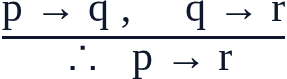 p → q , q → r
∴ p → r